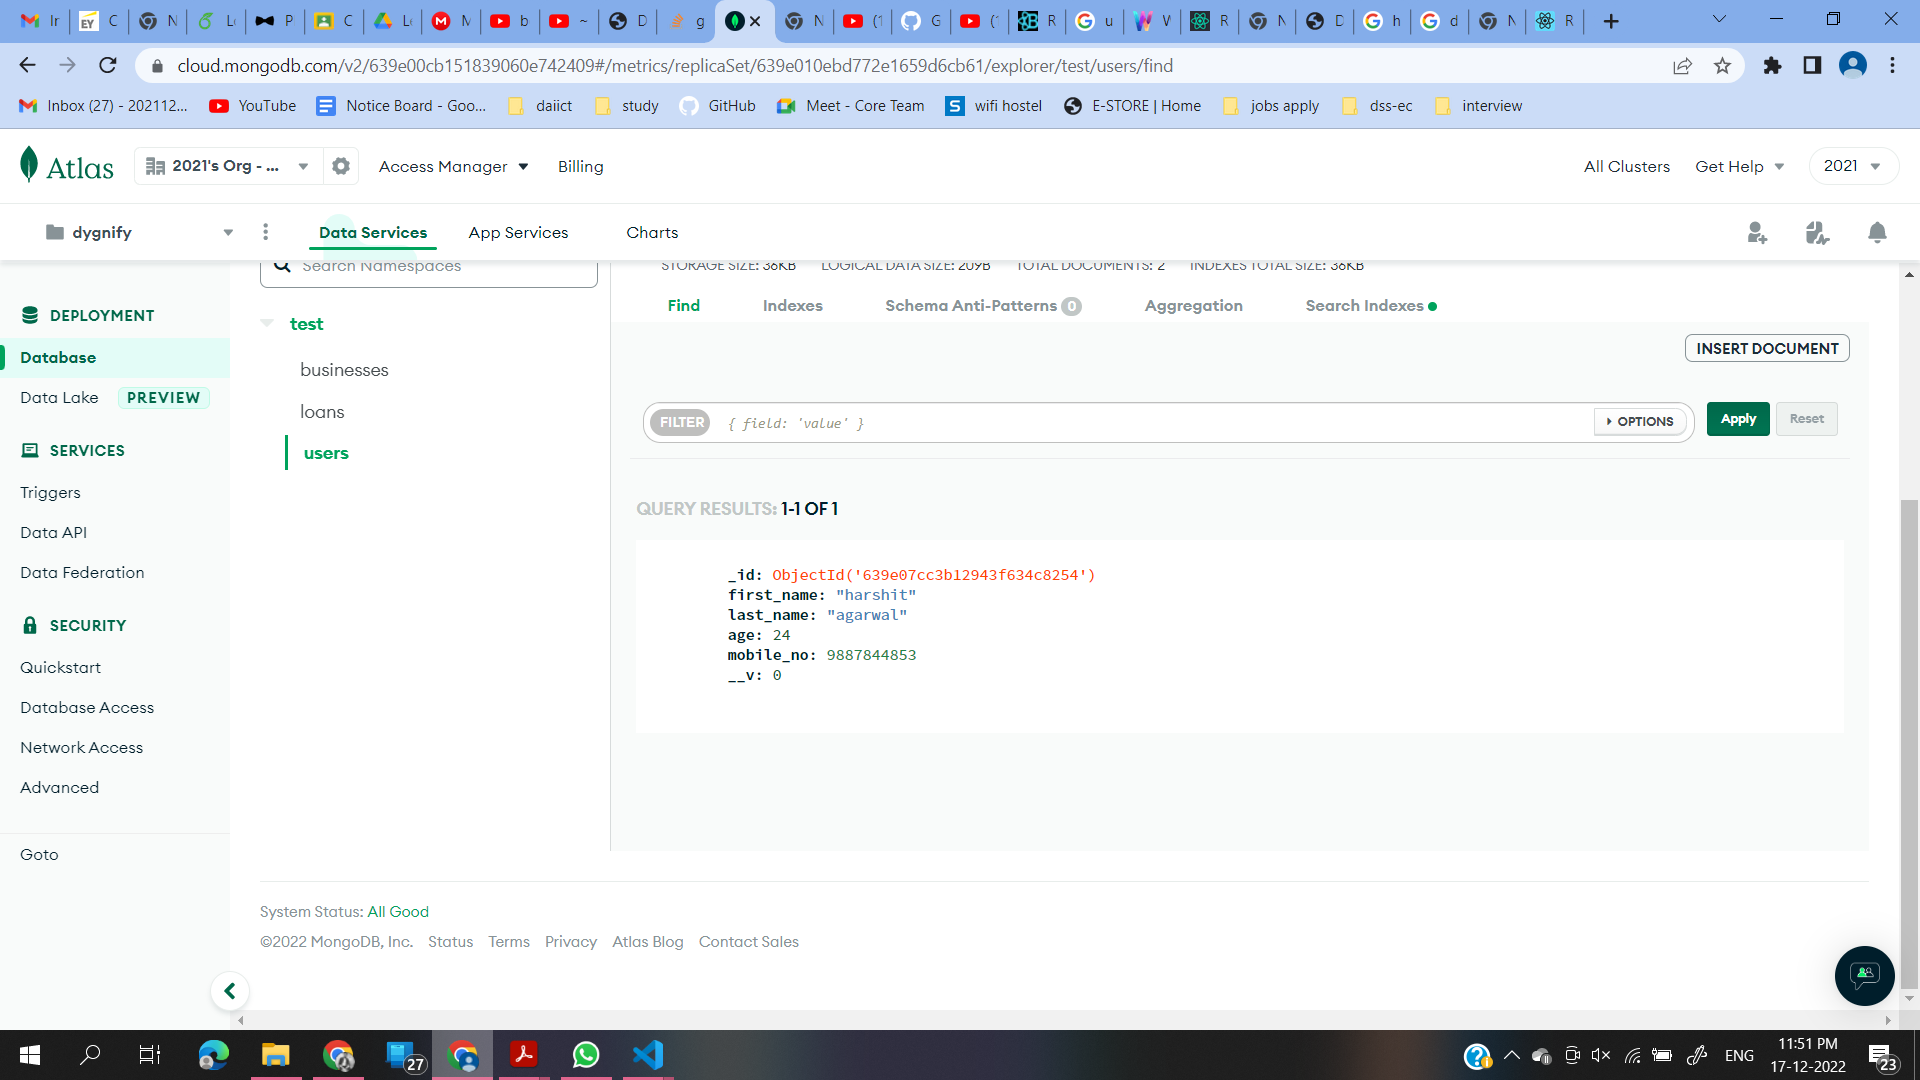 Ir
C
N
Le
P
C
Le
M
b
~
D
g
N
(1
G
(1
R
u
W
R
N
D
h
d
N
R
cloud.mongodb.com/v2/639e00cb151839060e742409#/metrics/replicaSet/639e010ebd772e1659d6cb61/explorer/test/users/find
Inbox (27) - 202112...
YouTube
Notice Board - Goo...
daiict
study
GitHub
Meet - Core Team
wifi hostel
E-STORE | Home
jobs apply
dss-ec
interview
Atlas
2021's Org - ...
Access Manager
Billing
All Clusters
Get Help
2021
dygnify
Data Services
App Services
Charts
DEPLOYMENT
Database
Data Lake PREVIEW
SERVICES
Triggers
Data API
Data Federation
SECURITY
Quickstart
Database Access
Network Access
Advanced
Goto
Search Namespaces
test
businesses
loans
users
STORAGE SIZE: 36KB LOGICAL DATA SIZE: 209B TOTAL DOCUMENTS: 2 INDEXES TOTAL SIZE: 36KB
Find
Indexes
Schema Anti-Patterns 0
Aggregation
Search Indexes
INSERT DOCUMENT
FILTER { field: 'value' }
OPTIONS
Apply
Reset
QUERY RESULTS: 1-1 OF 1
_id: ObjectId('639e07cc3b12943f634c8254')
first_name: "harshit"
last_name: "agarwal"
age: 24
mobile_no: 9887844853
__v: 0
System Status: All Good
©2022 MongoDB, Inc. Status Terms Privacy Atlas Blog Contact Sales
27
ENG
11:51 PM
17-12-2022
23